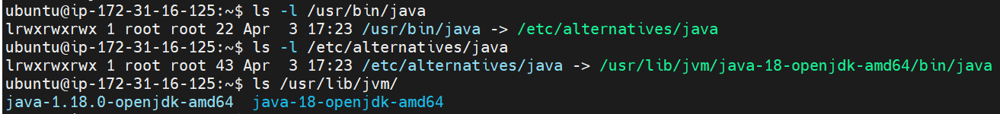 ubuntu@ip-172-31-16-125:~$ ls -l /usr/bin/java
lrwxrwxrwx 1 root root 22 Apr  3 17:23 /usr/bin/java -> /etc/alternatives/java
ubuntu@ip-172-31-16-125:~$ ls -l /etc/alternatives/java
lrwxrwxrwx 1 root root 43 Apr  3 17:23 /etc/alternatives/java -> /usr/lib/jvm/java-18-openjdk-amd64/bin/java
ubuntu@ip-172-31-16-125:~$ ls /usr/lib/jvm/
java-1.18.0-openjdk-amd64  java-18-openjdk-amd64